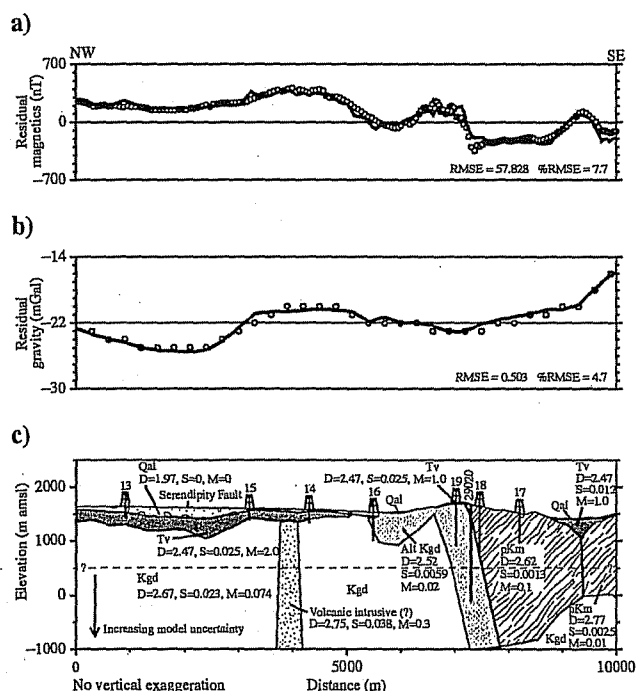 a)
NW
SE
700
0
−700
Residual
magnetics (nT)
RMSE = 57.828 %RMSE = 7.7
b)
−14
−22
−30
Residual
gravity (mGal)
RMSE = 0.503 %RMSE = 4.7
c)
2000
1000
0
−1000
Elevation (m amsl)
Qal
D=1.97, S=0, M=0
13
Serendipity Fault
15
14
16
Tv
D=2.47, S=0.025, M=1.0
19
29020
18
17
Tv
D=2.47
S=0.012
M=1.0
Qal
Qal
Tv
D=2.47, S=0.025, M=2.0
Alt Kgd
D=2.52
S=0.0059
M=0.02
pKm
D=2.62
S=0.0013
M=0.1
?
Kgd
D=2.67, S=0.023, M=0.074
Kgd
Volcanic intrusive (?)
D=2.75, S=0.038, M=0.3
pKm
D=2.77
S=0.0025
M=0.01
Kgd
Increasing model uncertainty
0
5000
10000
No vertical exaggeration
Distance (m)